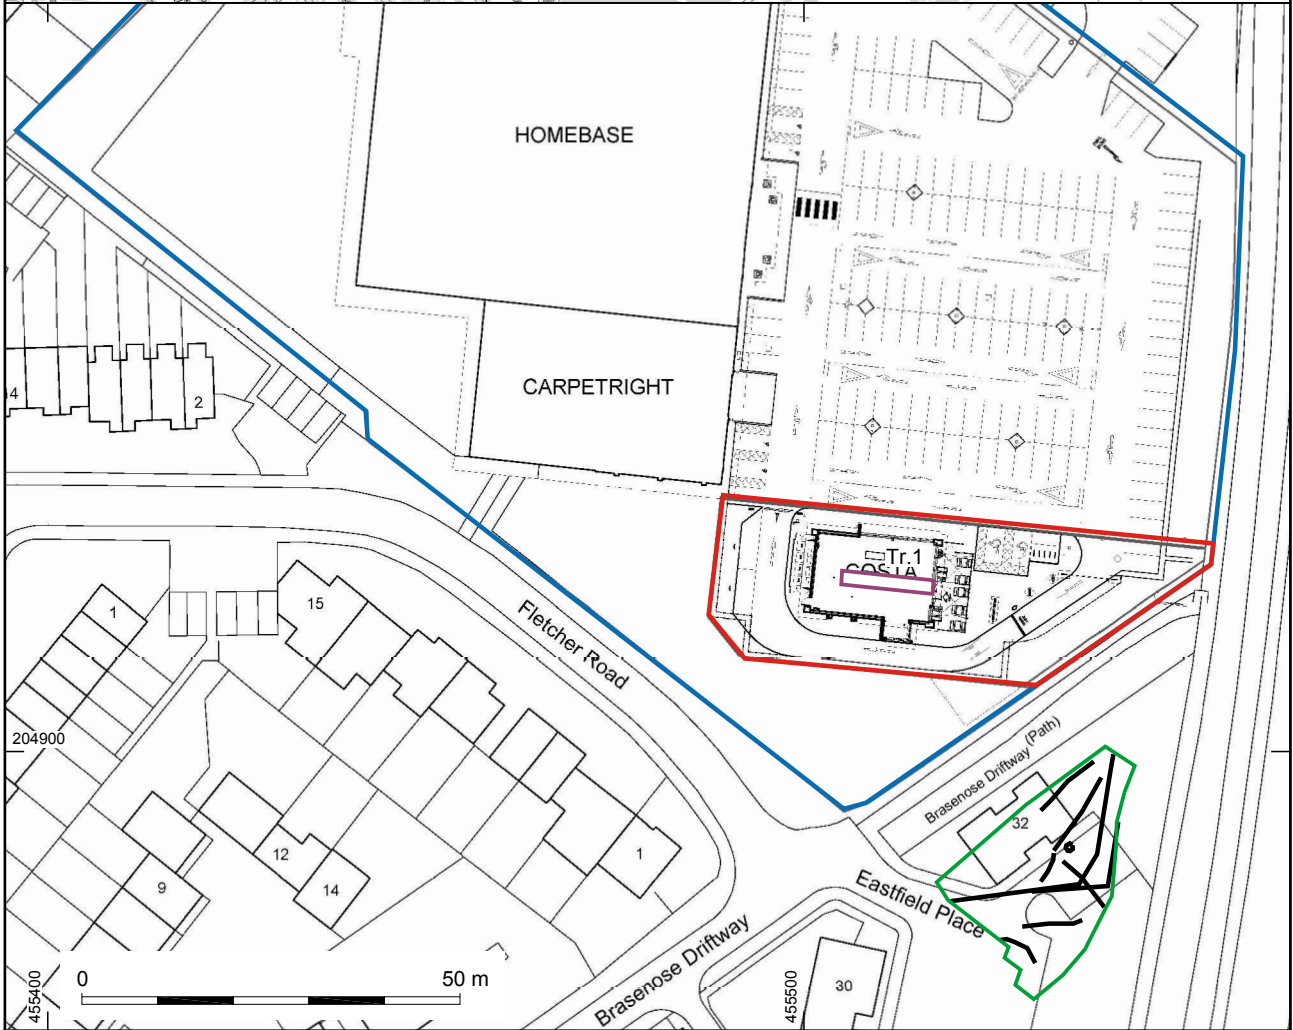 HOMEBASE
CARPETRIGHT
14
2
Tr.1
COSTA
1
15
Fletcher Road
204900
Brasenose Driftway (Path)
32
12
1
9
14
Eastfield Place
Brasenose Driftway
0
50 m
30
455400
455500